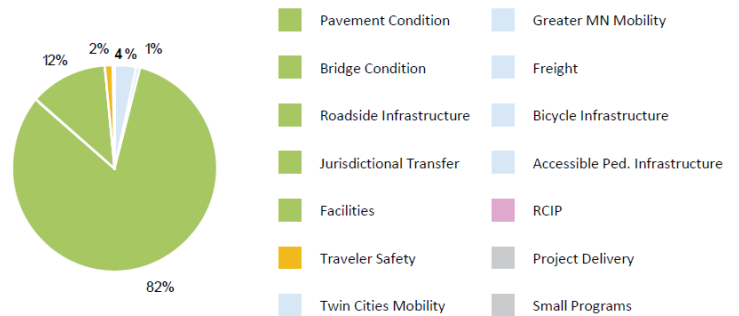 2%
4%
1%
12%
82%
Pavement Condition
Bridge Condition
Roadside Infrastructure
Jurisdictional Transfer
Facilities
Traveler Safety
Twin Cities Mobility
Greater MN Mobility
Freight
Bicycle Infrastructure
Accessible Ped. Infrastructure
RCIP
Project Delivery
Small Programs